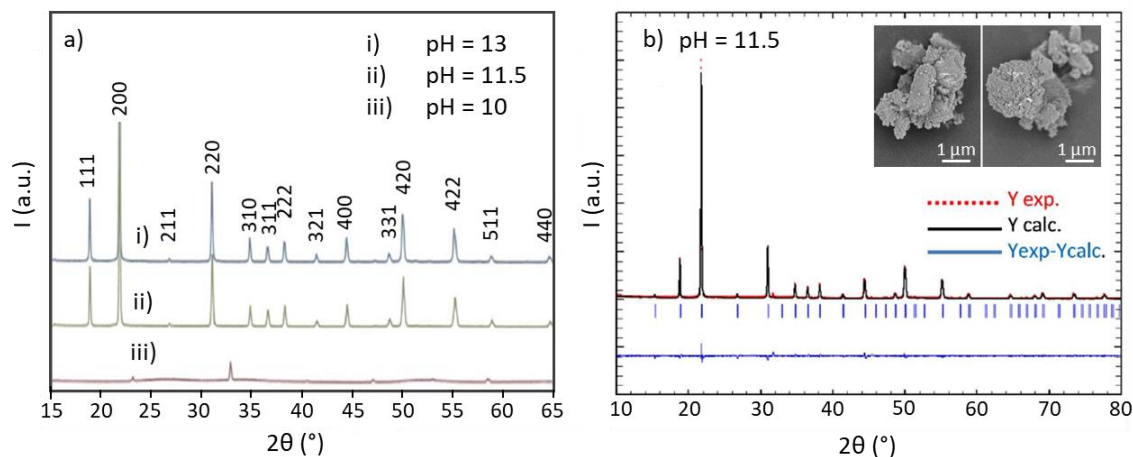 a)
i) pH = 13
ii) pH = 11.5
iii) pH = 10
I (a.u.)
111
200
211
220
310
311
222
321
400
331
420
422
511
440
i)
ii)
iii)
15 20 25 30 35 40 45 50 55 60 65
2θ (°)
b) pH = 11.5
1 µm
1 µm
I (a.u.)
Y exp.
Y calc.
Yexp-Ycalc.
10 20 30 40 50 60 70 80
2θ (°)